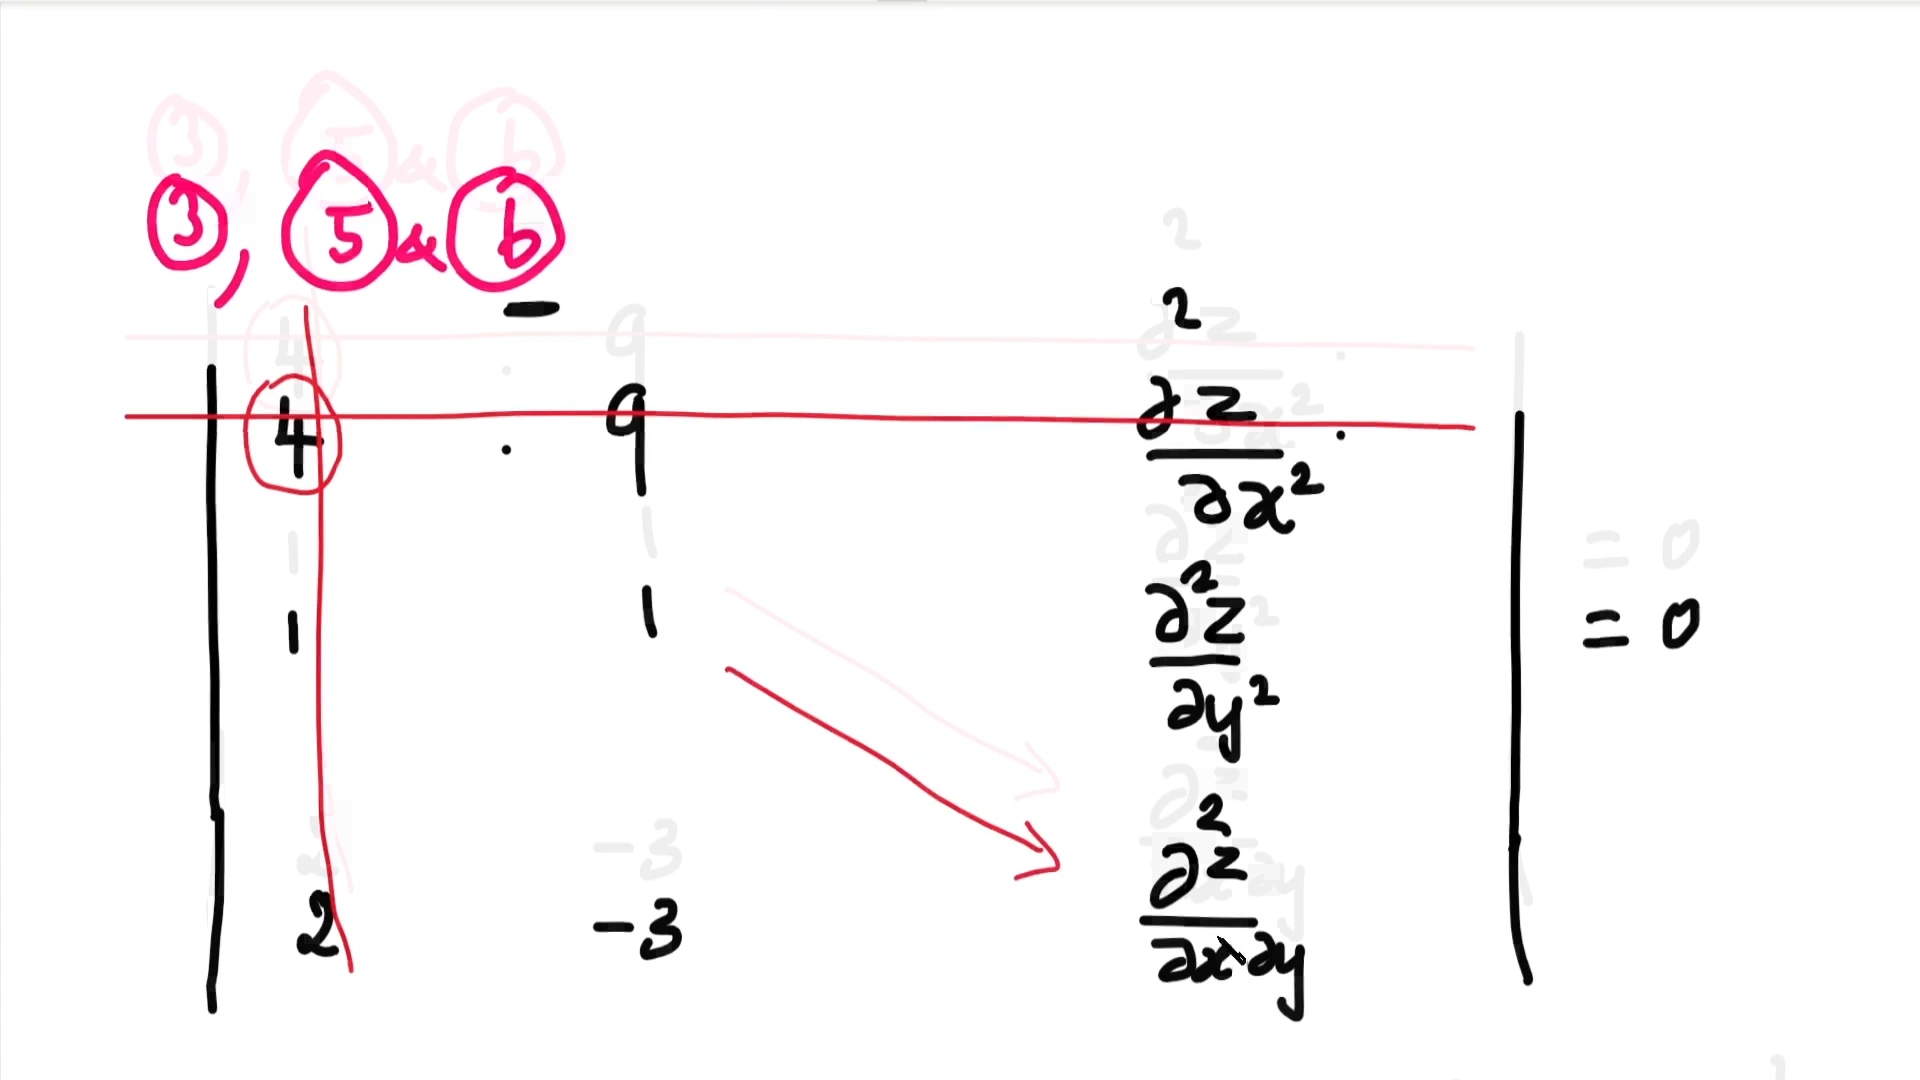 ③, ⑤ & ⑥
| 4 9 ∂²z/∂x² |
| 1 1 ∂²z/∂y² | = 0
| 2 -3 ∂²z/∂x∂y |